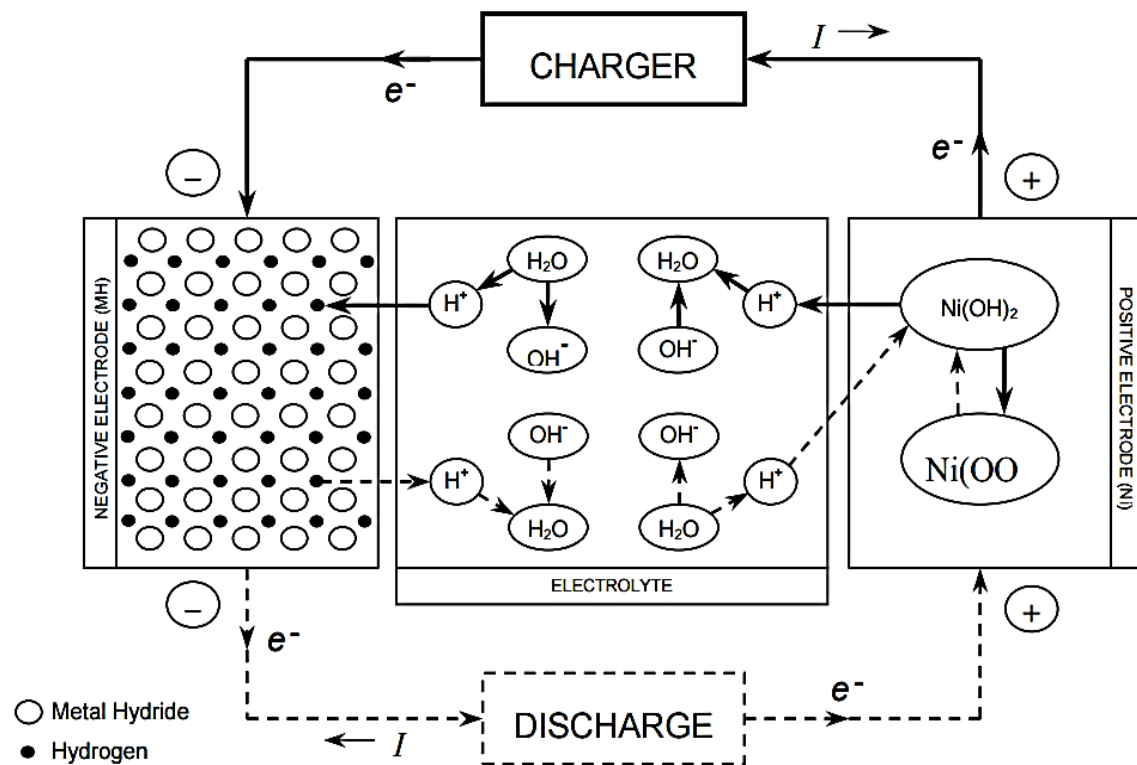 I
CHARGER
e-
e-
−
+
NEGATIVE ELECTRODE (MH)
H₂O
H₂O
H⁺
H⁺
Ni(OH)₂
OH⁻
OH⁻
POSITIVE ELECTRODE (Ni)
OH⁻
OH⁻
Ni(OO
H⁺
H⁺
H₂O
H₂O
ELECTROLYTE
−
+
e-
e-
Metal Hydride
DISCHARGE
I
Hydrogen